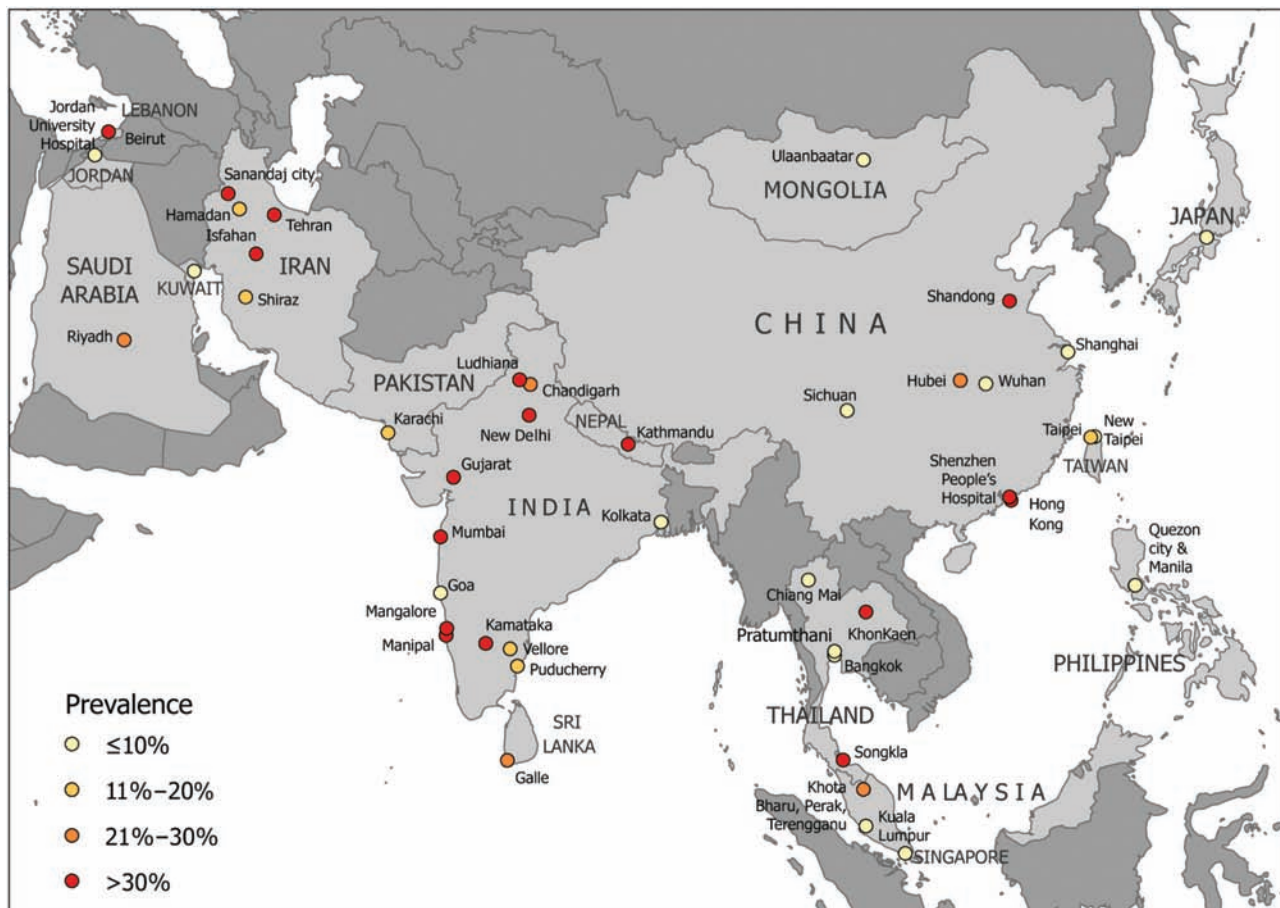 Jordan
University
Hospital
LEBANON
Beirut
JORDAN
Sanandaj city
Hamadan
Isfahan
Tehran
IRAN
SAUDI
ARABIA
KUWAIT
Shiraz
Riyadh
Ulaanbaatar
MONGOLIA
JAPAN
CHINA
Shandong
Shanghai
Hubei
Wuhan
Sichuan
Ludhiana
PAKISTAN
Chandigarh
Karachi
New Delhi
NEPAL
Kathmandu
Taipei
New
Taipei
TAIWAN
Gujarat
INDIA
Kolkata
Shenzhen
People's
Hospital
Hong
Kong
Mumbai
Quezon
city &
Manila
Goa
Chiang Mai
Mangalore
Manipal
Kamataka
Vellore
Puducherry
KhonKaen
Pratumthani
Bangkok
PHILIPPINES
THAILAND
SRI
LANKA
Galle
Songkla
Khota
Bharu, Perak,
Terengganu
MALAYSIA
Kuala
Lumpur
SINGAPORE
Prevalence
≤10%
11%–20%
21%–30%
>30%